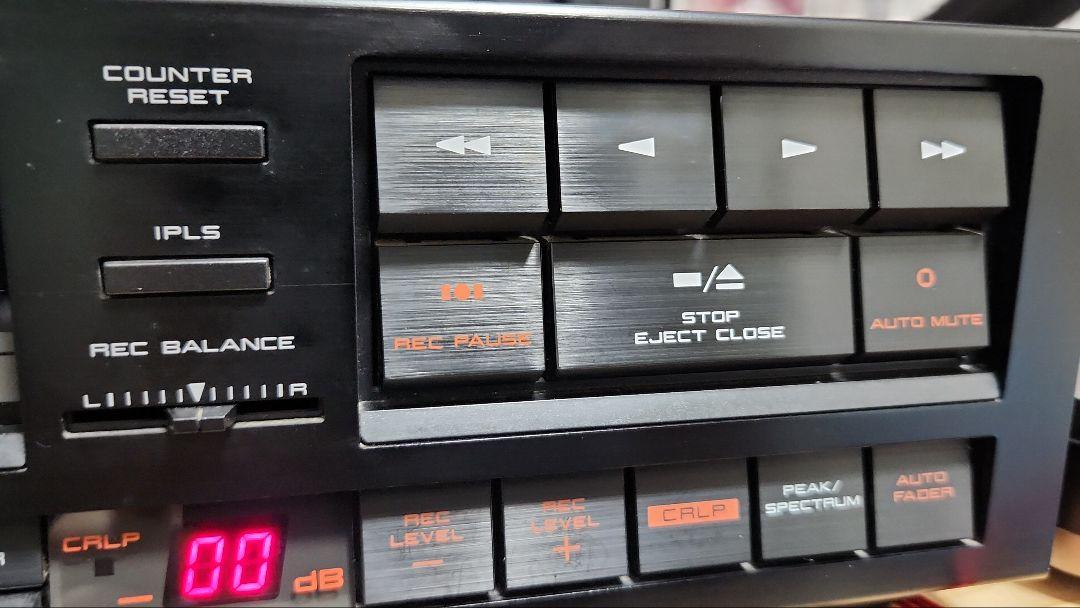 COUNTER
RESET
IPLS
REC BALANCE
L R
REC PAUSE
STOP
EJECT CLOSE
AUTO MUTE
REC
LEVEL
–
REC
LEVEL
+
CRLP
PEAK/
SPECTRUM
AUTO
FADER
CRLP
00
dB